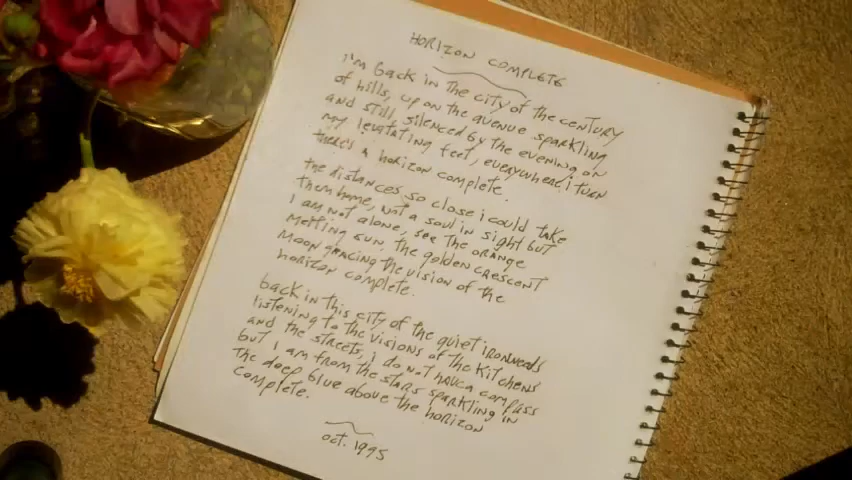 HORIZON COMPLETE
I'm back in the city of the century
of hills, up on the avenue sparkling
and still, silenced by the evening on
my levitating feet, everywhere i turn
there's a horizon complete.
the distances so close i could take
them home, not a soul in sight but
I am not alone, see the orange
melting sun, the golden crescent
moon gracing the vision of the
horizon complete.
back in this city of the quiet ironweeds
listening to the visions of the kitchens
and the streets, i do not have a compass
but I am from the stars sparkling in
the deep blue above the horizon
complete.
oct. 1995